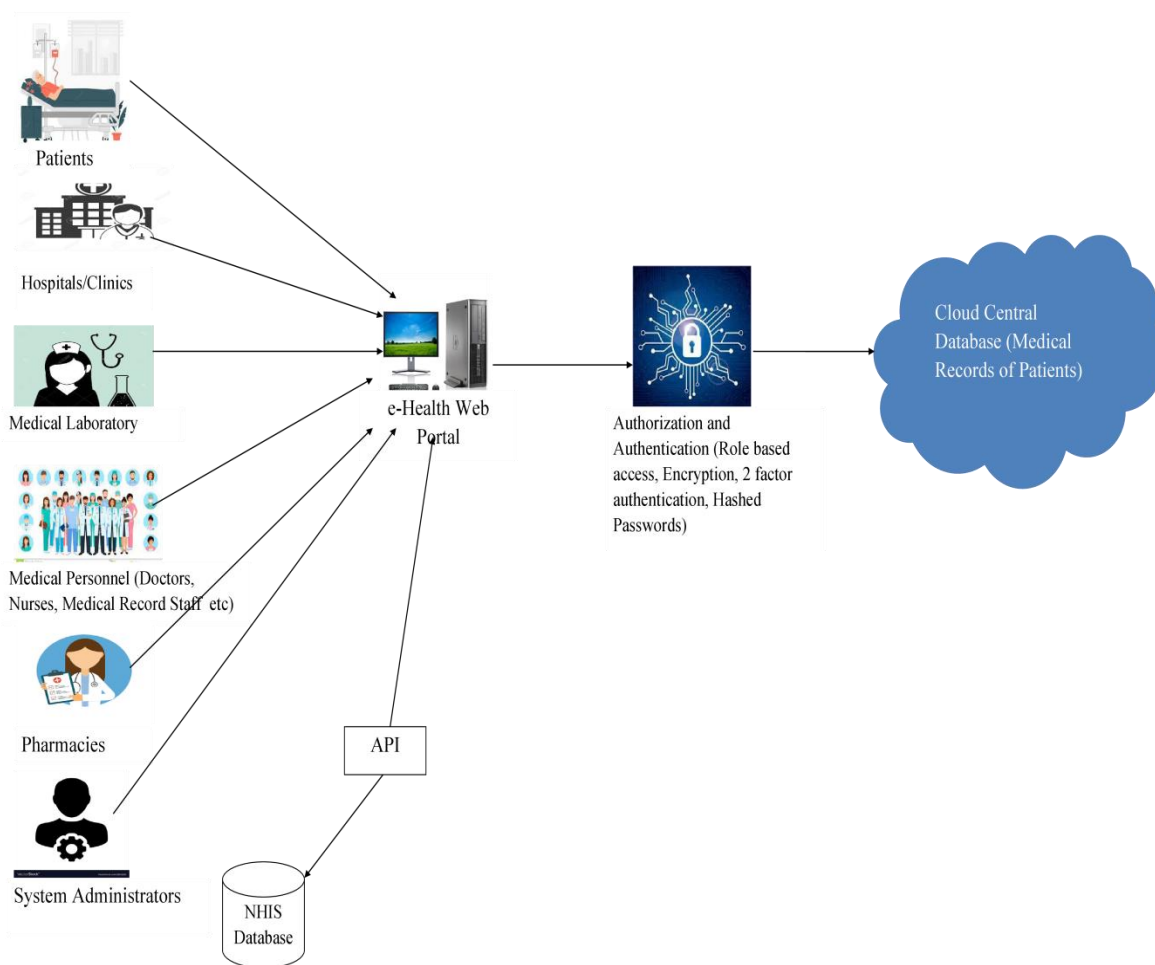 Patients
Hospitals/Clinics
Medical Laboratory
Medical Personnel (Doctors,
Nurses, Medical Record Staff etc)
Pharmacies
System Administrators
e-Health Web
Portal
API
NHIS
Database
Authorization and
Authentication (Role based
access, Encryption, 2 factor
authentication, Hashed
Passwords)
Cloud Central
Database (Medical
Records of Patients)